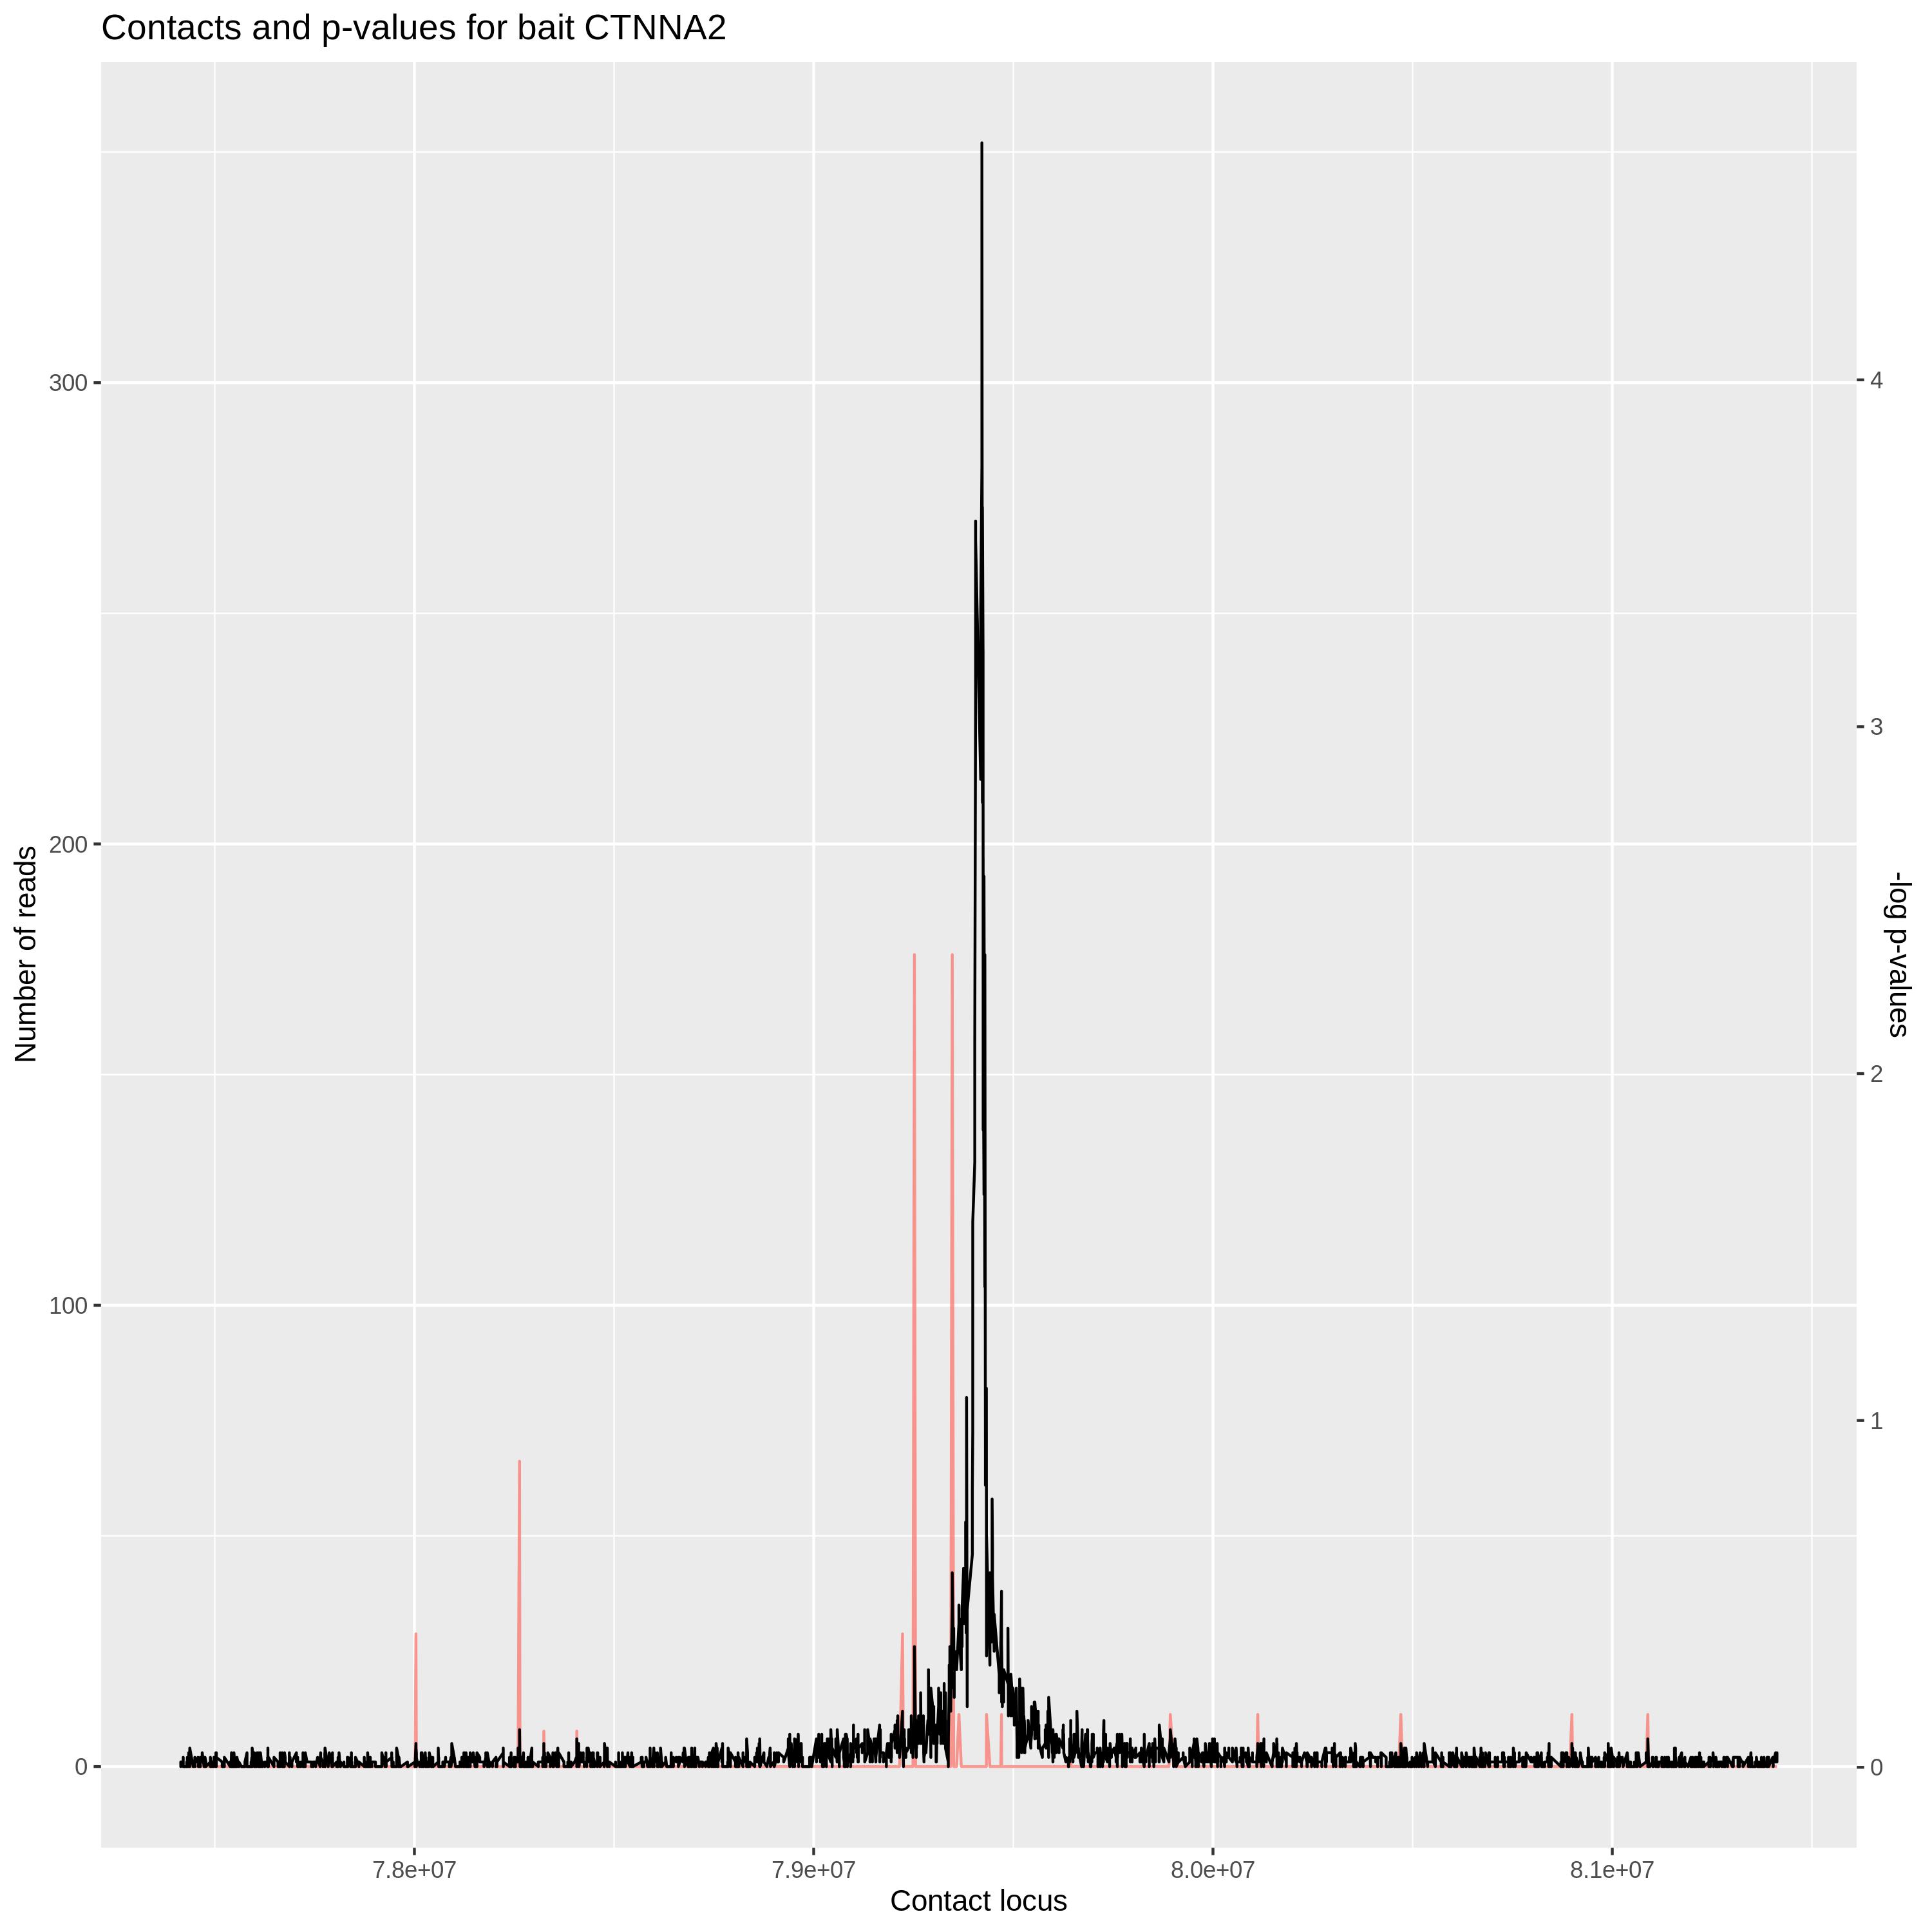 Contacts and p-values for bait CTNNA2
300
200
100
0
Number of reads
4
3
2
1
0
-log p-values
7.8e+07
7.9e+07
8.0e+07
8.1e+07
Contact locus